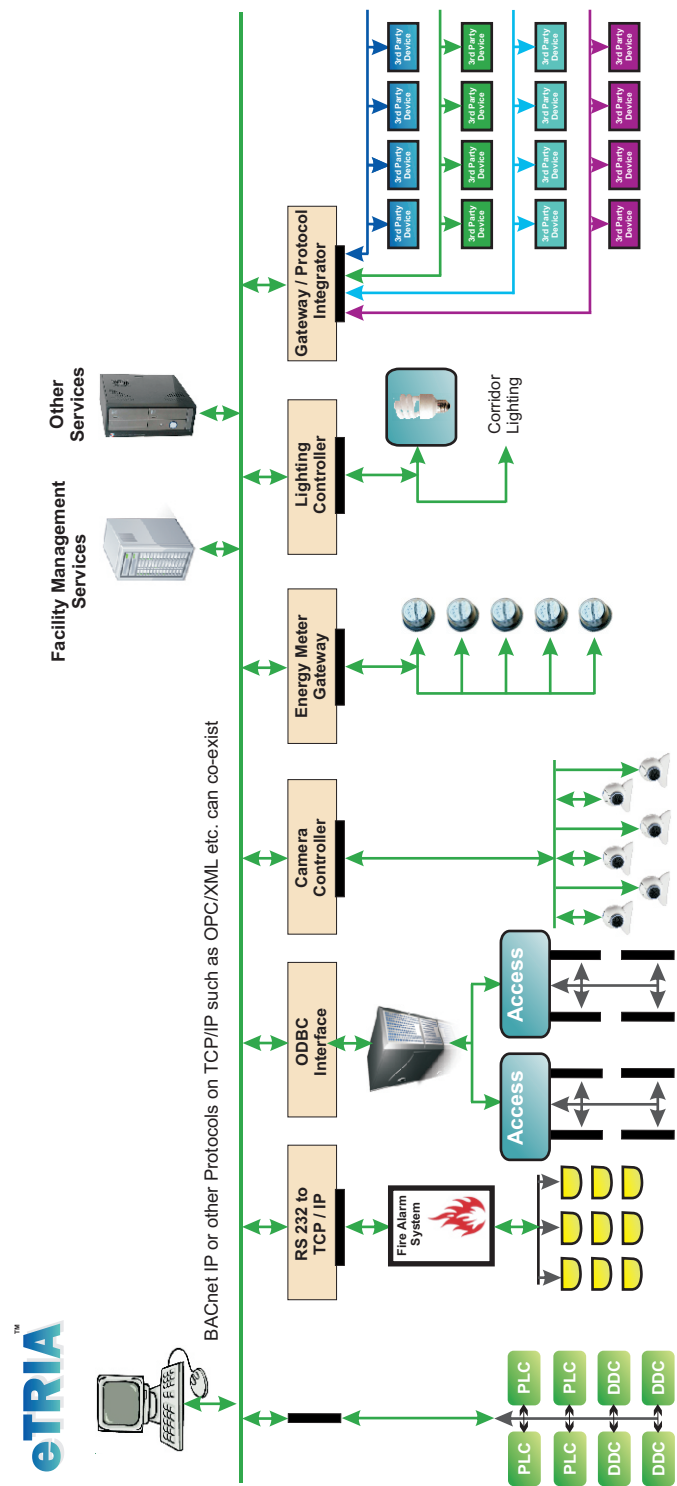 eTRIA™
Facility Management
Services
Other
Services
BACnet IP or other Protocols on TCP/IP such as OPC/XML etc. can co-exist
RS 232 to
TCP / IP
ODBC
Interface
Camera
Controller
Energy Meter
Gateway
Lighting
Controller
Gateway / Protocol
Integrator
Fire Alarm
System
Access
Access
Corridor
Lighting
3rd Party
Device
3rd Party
Device
3rd Party
Device
3rd Party
Device
3rd Party
Device
3rd Party
Device
3rd Party
Device
3rd Party
Device
3rd Party
Device
3rd Party
Device
3rd Party
Device
3rd Party
Device
3rd Party
Device
3rd Party
Device
3rd Party
Device
3rd Party
Device
PLC
PLC
PLC
PLC
DDC
DDC
DDC
DDC